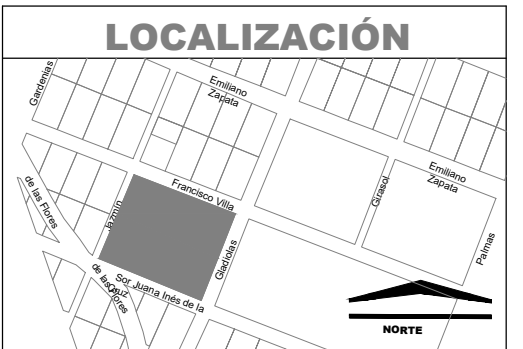 LOCALIZACIÓN
Gardenias
Emiliano
Zapata
Emiliano
Zapata
de las Flores
Jazmín
Francisco Villa
Girasol
Gladiolas
Palmas
Sor Juana Inés de la
Cruz
de las Flores
NORTE